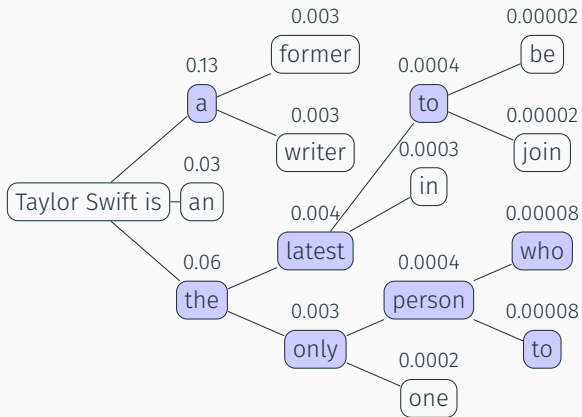 0.003
former
0.13
a
0.003
writer
0.00002
be
0.0004
to
0.00002
join
0.03
Taylor Swift is
an
0.0003
in
0.004
latest
0.06
the
0.00008
who
0.0004
person
0.003
only
0.00008
to
0.0002
one